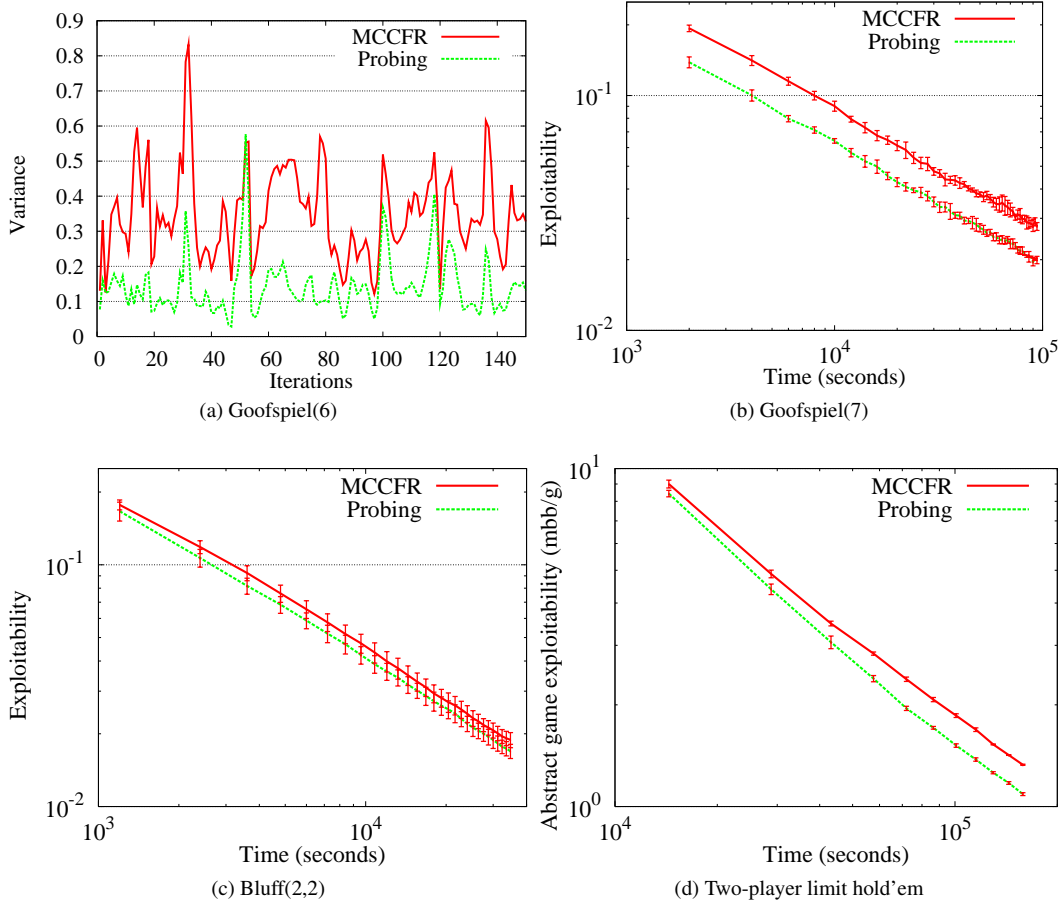 0.9
0.8
0.7
0.6
0.5
0.4
0.3
0.2
0.1
0
Variance
MCCFR
Probing
0 20 40 60 80 100 120 140
Iterations
(a) Goofspiel(6)
10^-1
10^-2
Exploitability
MCCFR
Probing
10^3 10^4 10^5
Time (seconds)
(b) Goofspiel(7)
10^-1
10^-2
Exploitability
MCCFR
Probing
10^3 10^4
Time (seconds)
(c) Bluff(2,2)
10^1
10^0
Abstract game exploitability (mbb/g)
MCCFR
Probing
10^4 10^5
Time (seconds)
(d) Two-player limit hold'em